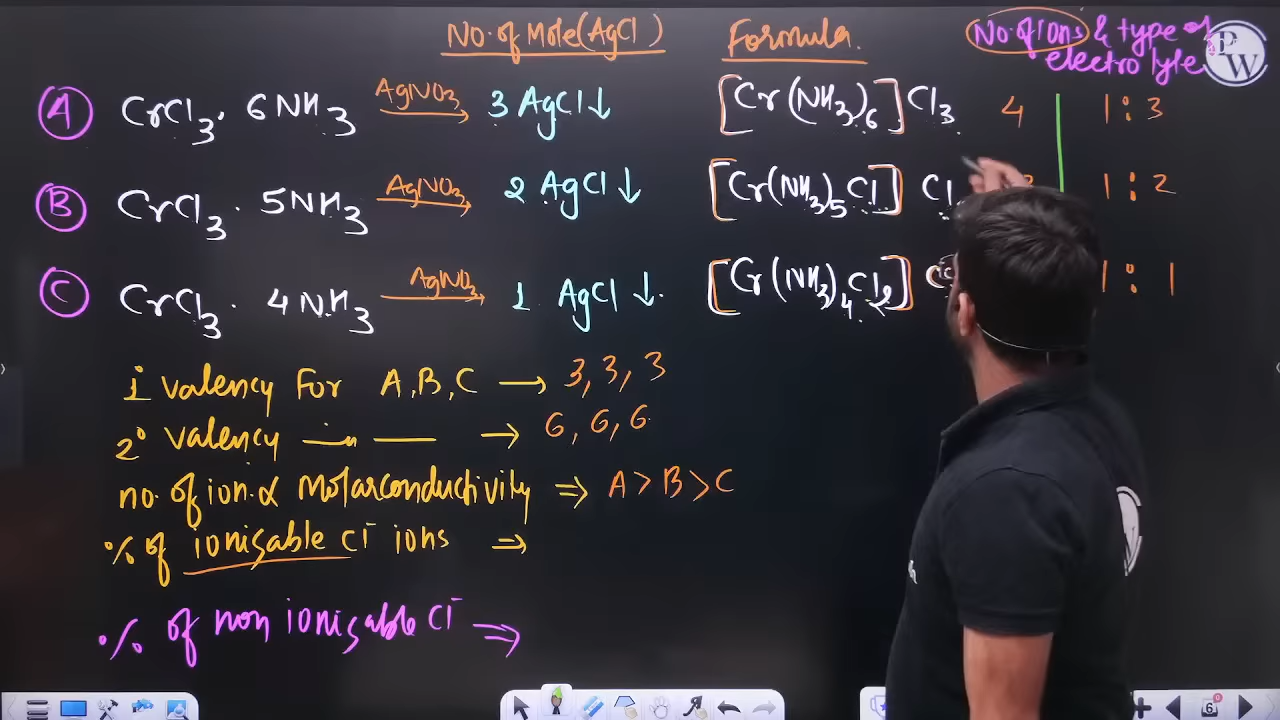 No. of Mole (AgCl) Formula. No. of Ions & type of
electrolyte
PW
A CrCl3. 6NH3 AgNO3 3 AgCl↓ [Cr(NH3)6]Cl3 4 1:3
B CrCl3. 5NH3 AgNO3 2 AgCl↓ [Cr(NH3)5Cl] Cl 1:2
C CrCl3. 4NH3 AgNO3 1 AgCl↓. [Cr(NH3)4Cl2] 1:1
1° valency For A, B, C → 3, 3, 3
2° valency → 6, 6, 6
no. of ion ∝ Molarconductivity ⇒ A > B > C
% of ionisable Cl⁻ ions ⇒
% of non ionisable Cl⁻ ⇒
6